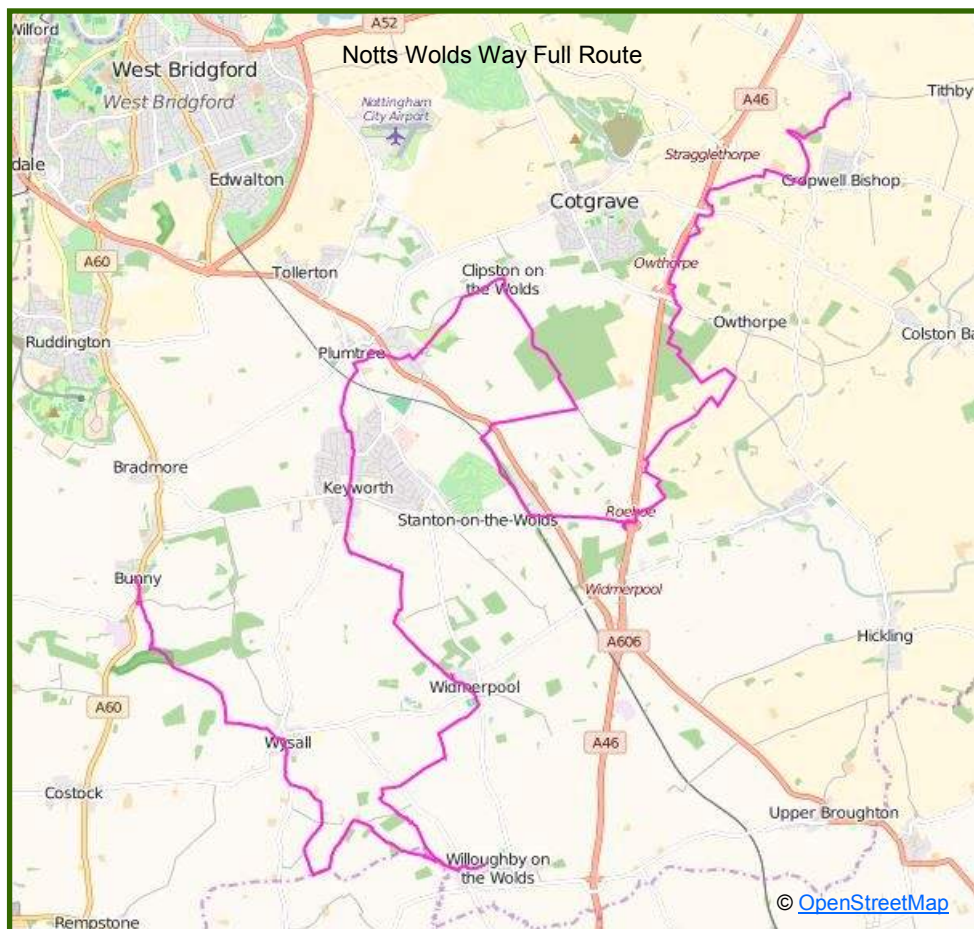 Wilford
A52
Notts Wolds Way Full Route
West Bridgford
West Bridgford
Nottingham
City Airport
A46
Tithby
Stragglethorpe
dale
Edwalton
Cropwell Bishop
Cotgrave
A60
Tollerton
Clipston on
the Wolds
Owthorpe
Owthorpe
Ruddington
Plumtree
Colston Ba
Bradmore
Keyworth
Stanton-on-the-Wolds
Roehoe
Bunny
Widmerpool
Hickling
A606
Widmerpool
A60
Wysall
A46
Costock
Upper Broughton
Willoughby on
the Wolds
Rempstone
© OpenStreetMap